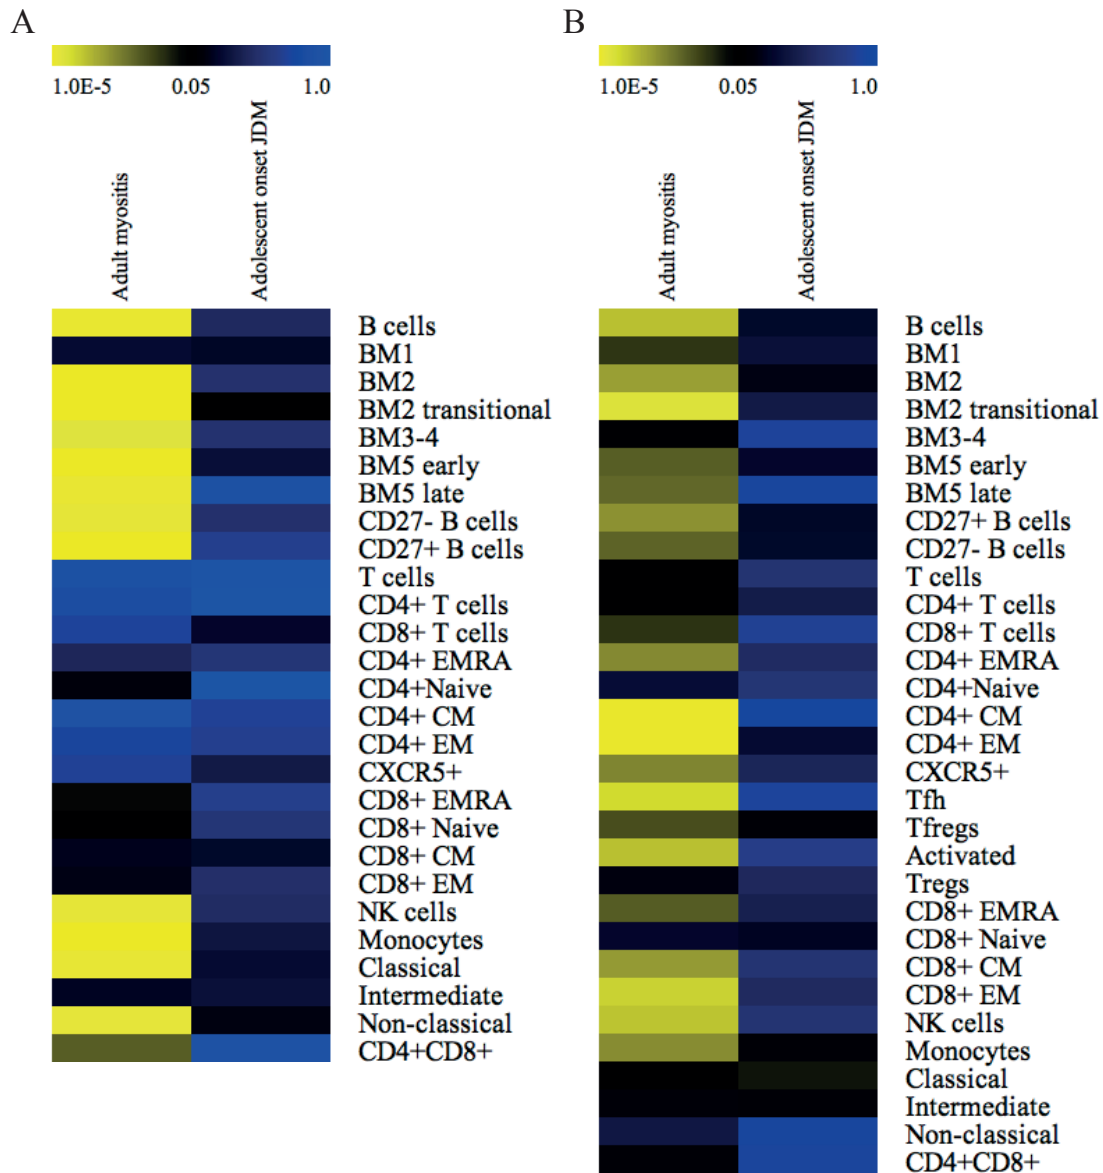 A
1.0E-5 0.05 1.0
Adult myositis
Adolescent onset JDM
B cells
BM1
BM2
BM2 transitional
BM3-4
BM5 early
BM5 late
CD27- B cells
CD27+ B cells
T cells
CD4+ T cells
CD8+ T cells
CD4+ EMRA
CD4+Naive
CD4+ CM
CD4+ EM
CXCR5+
CD8+ EMRA
CD8+ Naive
CD8+ CM
CD8+ EM
NK cells
Monocytes
Classical
Intermediate
Non-classical
CD4+CD8+
B
1.0E-5 0.05 1.0
Adult myositis
Adolescent onset JDM
B cells
BM1
BM2
BM2 transitional
BM3-4
BM5 early
BM5 late
CD27+ B cells
CD27- B cells
T cells
CD4+ T cells
CD8+ T cells
CD4+ EMRA
CD4+Naive
CD4+ CM
CD4+ EM
CXCR5+
Tfh
Tfregs
Activated
Tregs
CD8+ EMRA
CD8+ Naive
CD8+ CM
CD8+ EM
NK cells
Monocytes
Classical
Intermediate
Non-classical
CD4+CD8+